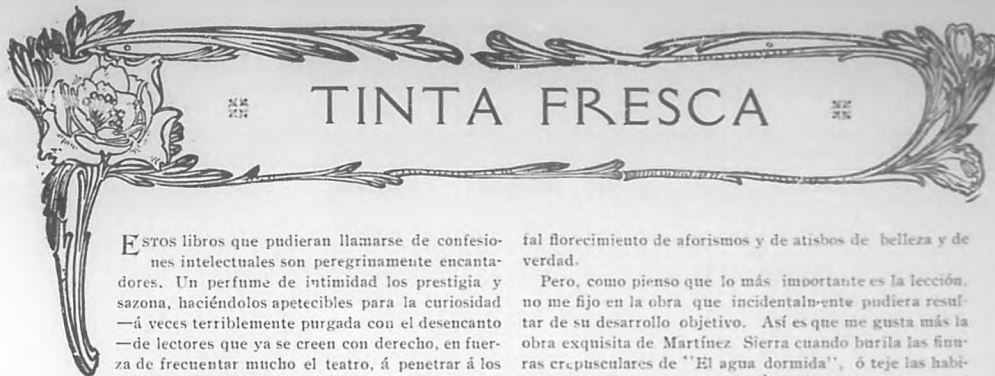 TINTA FRESCA
ESTOS libros que pudieran llamarse de confesio-
nes intelectuales son peregrinamente encanta-
dores. Un perfume de intimidad los prestigia y
sazona, haciéndolos apetecibles para la curiosidad
—á veces terriblemente purgada con el desencanto
—de lectores que ya se creen con derecho, en fuer-
za de frecuentar mucho el teatro, á penetrar á los
fal florecimiento de aforismos y de atisbos de belleza y de
verdad.
Pero, como pienso que lo más importante es la lección,
no me fijo en la obra que incidentalmente pudiera resul-
tar de su desarrollo objetivo. Así es que me gusta más la
obra exquisita de Martínez Sierra cuando burila las finu-
ras crepusculares de "El agua dormida", ó teje las habi-